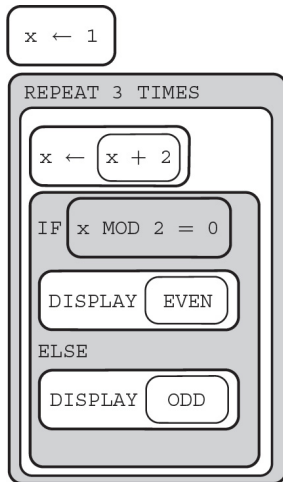 x ← 1
REPEAT 3 TIMES
x ← x + 2
IF x MOD 2 = 0
DISPLAY EVEN
ELSE
DISPLAY ODD